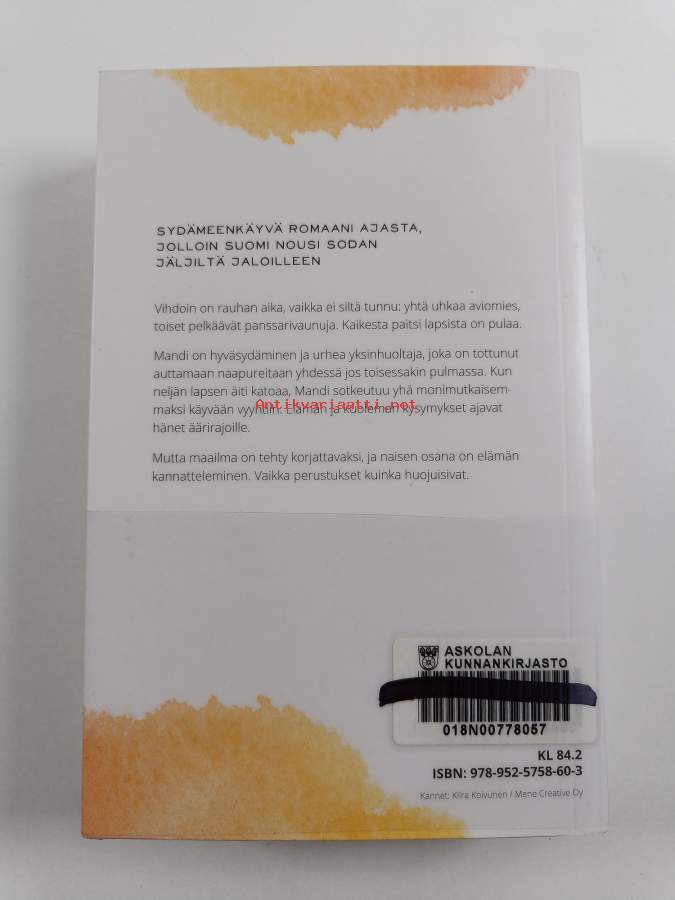 SYDÄMEENKÄYVÄ ROMAANI AJASTA,
JOLLOIN SUOMI NOUSI SODAN
JÄLJILTÄ JALOILLEEN
Vihdoin on rauhan aika, vaikka ei siltä tunnu: yhtä uhkaa aviomies,
toiset pelkäävät panssarivaunuja. Kaikesta paitsi lapsista on pulaa.
Mandi on hyväsydäminen ja urhea yksinhuoltaja, joka on tottunut
auttamaan naapureitaan yhdessä jos toisessakin pulmassa. Kun
neljän lapsen äiti katoaa, Mandi sotkeutuu yhä monimutkaisem-
maksi käyvään vyyhtiin. Elämän ja kuoleman kysymykset ajavat
Antikvariaatti.net
hänet äärirajoille.
Mutta maailma on tehty korjattavaksi, ja naisen osana on elämän
kannatteleminen. Vaikka perustukset kuinka huojuisivat.
ASKOLAN
KUNNANKIRJASTO
018N00778057
KL 84.2
ISBN: 978-952-5758-60-3
Kannet: Kiira Koivunen / Mene Creative Oy